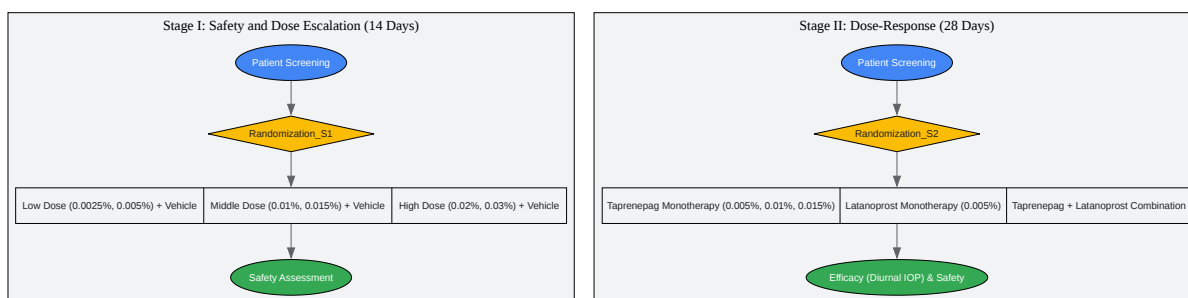 Stage I: Safety and Dose Escalation (14 Days)
Patient Screening
Randomization_S1
Low Dose (0.0025%, 0.005%) + Vehicle
Middle Dose (0.01%, 0.015%) + Vehicle
High Dose (0.02%, 0.03%) + Vehicle
Safety Assessment
Stage II: Dose-Response (28 Days)
Patient Screening
Randomization_S2
Taprenepag Monotherapy (0.005%, 0.01%, 0.015%)
Latanoprost Monotherapy (0.005%)
Taprenepag + Latanoprost Combination
Efficacy (Diurnal IOP) & Safety